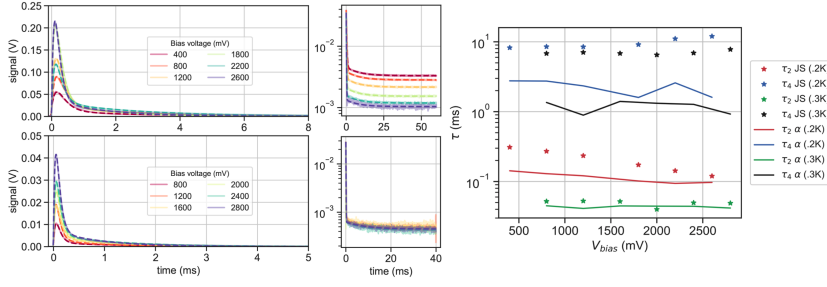 0.25
0.20
0.15
0.10
0.05
0.00
signal (V)
Bias voltage (mV)
400 1800
800 2200
1200 2600
0 2 4 6 8
10⁻²
10⁻³
0 25 50
0.05
0.04
0.03
0.02
0.01
0.00
signal (V)
Bias voltage (mV)
800 2000
1200 2400
1600 2800
0 1 2 3 4 5
time (ms)
10⁻³
0 20 40
time (ms)
10¹
10⁰
10⁻¹
τ (ms)
500 1000 1500 2000 2500
V_bias (mV)
τ₂ JS (.2K)
τ₄ JS (.2K)
τ₂ JS (.3K)
τ₄ JS (.3K)
τ₂ α (.2K)
τ₄ α (.2K)
τ₂ α (.3K)
τ₄ α (.3K)